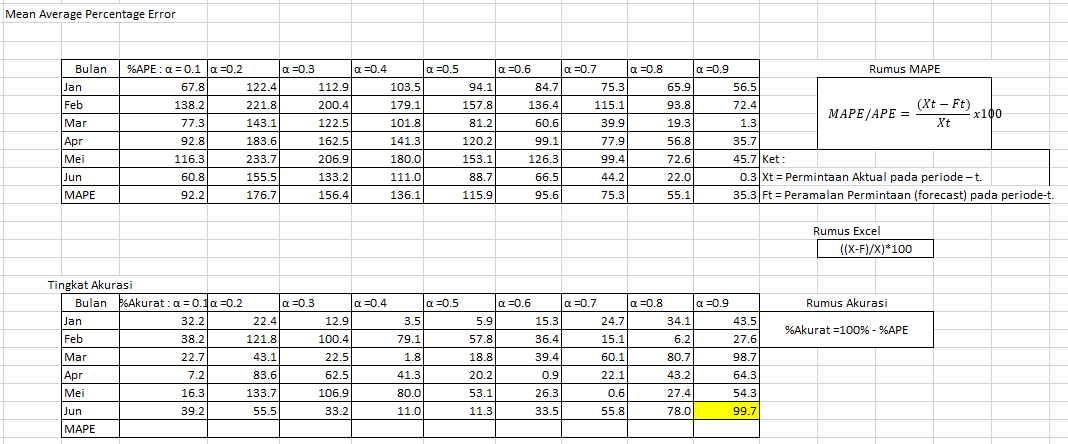 Mean Average Percentage Error
Bulan %APE : α = 0.1 α =0.2 α =0.3 α =0.4 α =0.5 α =0.6 α =0.7 α =0.8 α =0.9 Rumus MAPE
Jan 67.8 122.4 112.9 103.5 94.1 84.7 75.3 65.9 56.5
Feb 138.2 221.8 200.4 179.1 157.8 136.4 115.1 93.8 72.4
MAPE/APE = (Xt − Ft) / Xt x100
Mar 77.3 143.1 122.5 101.8 81.2 60.6 39.9 19.3 1.3
Apr 92.8 183.6 162.5 141.3 120.2 99.1 77.9 56.8 35.7
Mei 116.3 233.7 206.9 180.0 153.1 126.3 99.4 72.6 45.7 Ket :
Jun 60.8 155.5 133.2 111.0 88.7 66.5 44.2 22.0 0.3 Xt = Permintaan Aktual pada periode – t.
MAPE 92.2 176.7 156.4 136.1 115.9 95.6 75.3 55.1 35.3 Ft = Peramalan Permintaan (forecast) pada periode-t.
Rumus Excel
((X-F)/X)*100
Tingkat Akurasi
Bulan %Akurat : α = 0.1 α =0.2 α =0.3 α =0.4 α =0.5 α =0.6 α =0.7 α =0.8 α =0.9 Rumus Akurasi
Jan 32.2 22.4 12.9 3.5 5.9 15.3 24.7 34.1 43.5
%Akurat =100% - %APE
Feb 38.2 121.8 100.4 79.1 57.8 36.4 15.1 6.2 27.6
Mar 22.7 43.1 22.5 1.8 18.8 39.4 60.1 80.7 98.7
Apr 7.2 83.6 62.5 41.3 20.2 0.9 22.1 43.2 64.3
Mei 16.3 133.7 106.9 80.0 53.1 26.3 0.6 27.4 54.3
Jun 39.2 55.5 33.2 11.0 11.3 33.5 55.8 78.0 99.7
MAPE